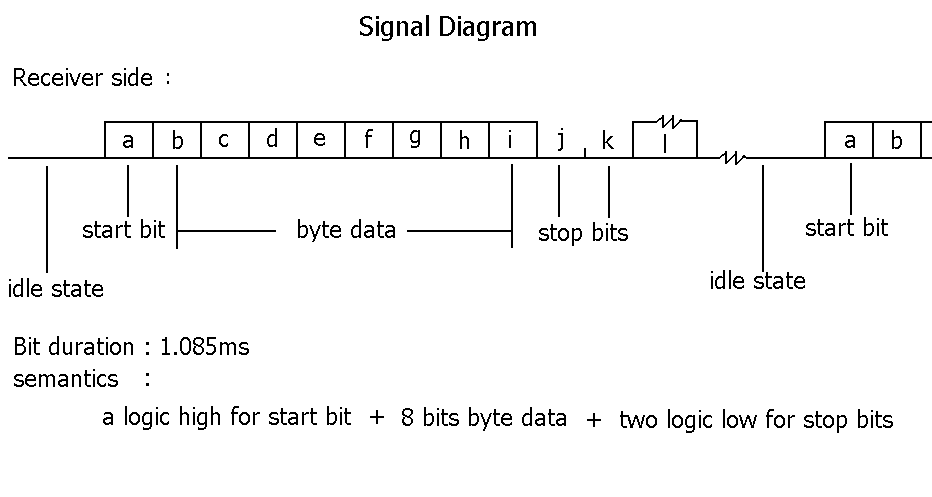 Signal Diagram
Receiver side :
a b c d e f g h i j k l a b
start bit byte data stop bits start bit
idle state idle state
Bit duration : 1.085ms
semantics :
a logic high for start bit + 8 bits byte data + two logic low for stop bits